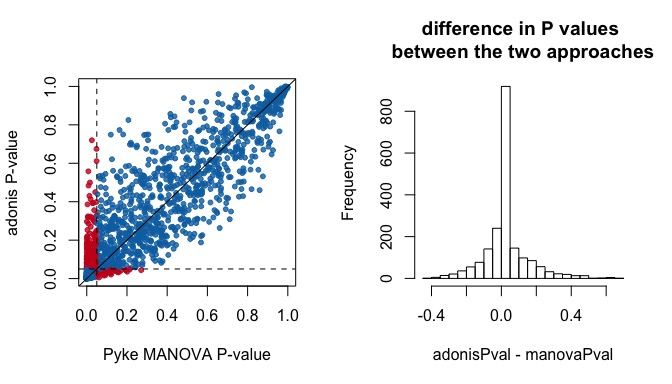 difference in P values
between the two approaches
adonis P-value
0.0 0.2 0.4 0.6 0.8 1.0
0.0 0.2 0.4 0.6 0.8 1.0
Pyke MANOVA P-value
Frequency
0 200 400 600 800
-0.4 0.0 0.4
adonisPval - manovaPval